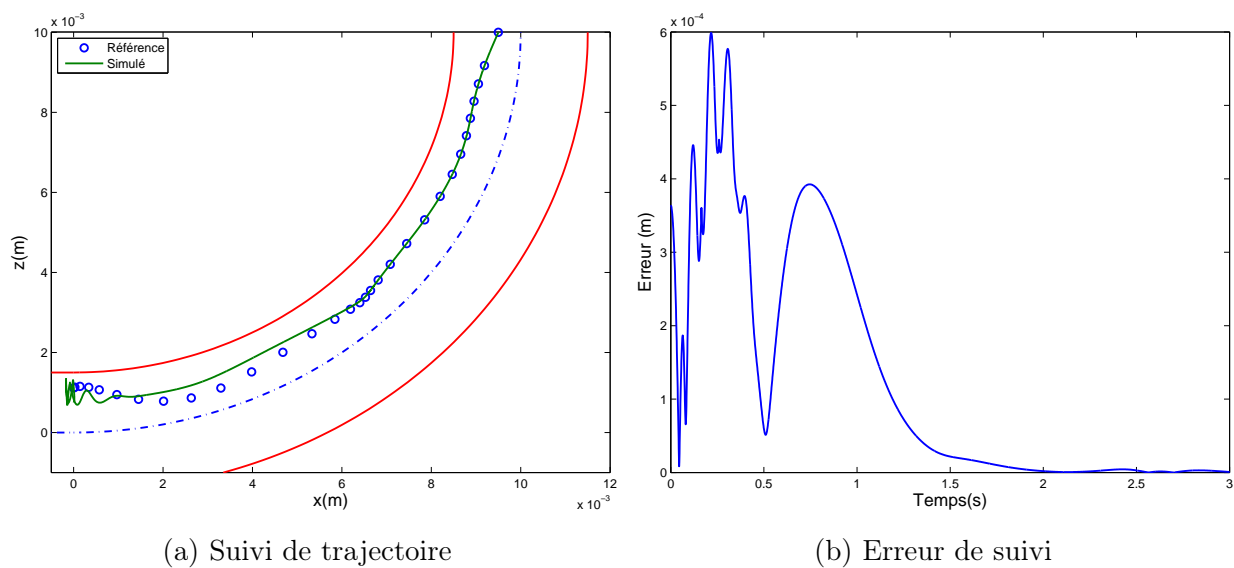 x 10⁻³
10
8
6
4
2
0
z(m)
Référence
Simulé
0
2
4
6
8
10
12
x(m)
x 10⁻³
(a) Suivi de trajectoire
x 10⁻⁴
6
5
4
3
2
1
0
Erreur (m)
0
0.5
1
1.5
2
2.5
3
Temps(s)
(b) Erreur de suivi